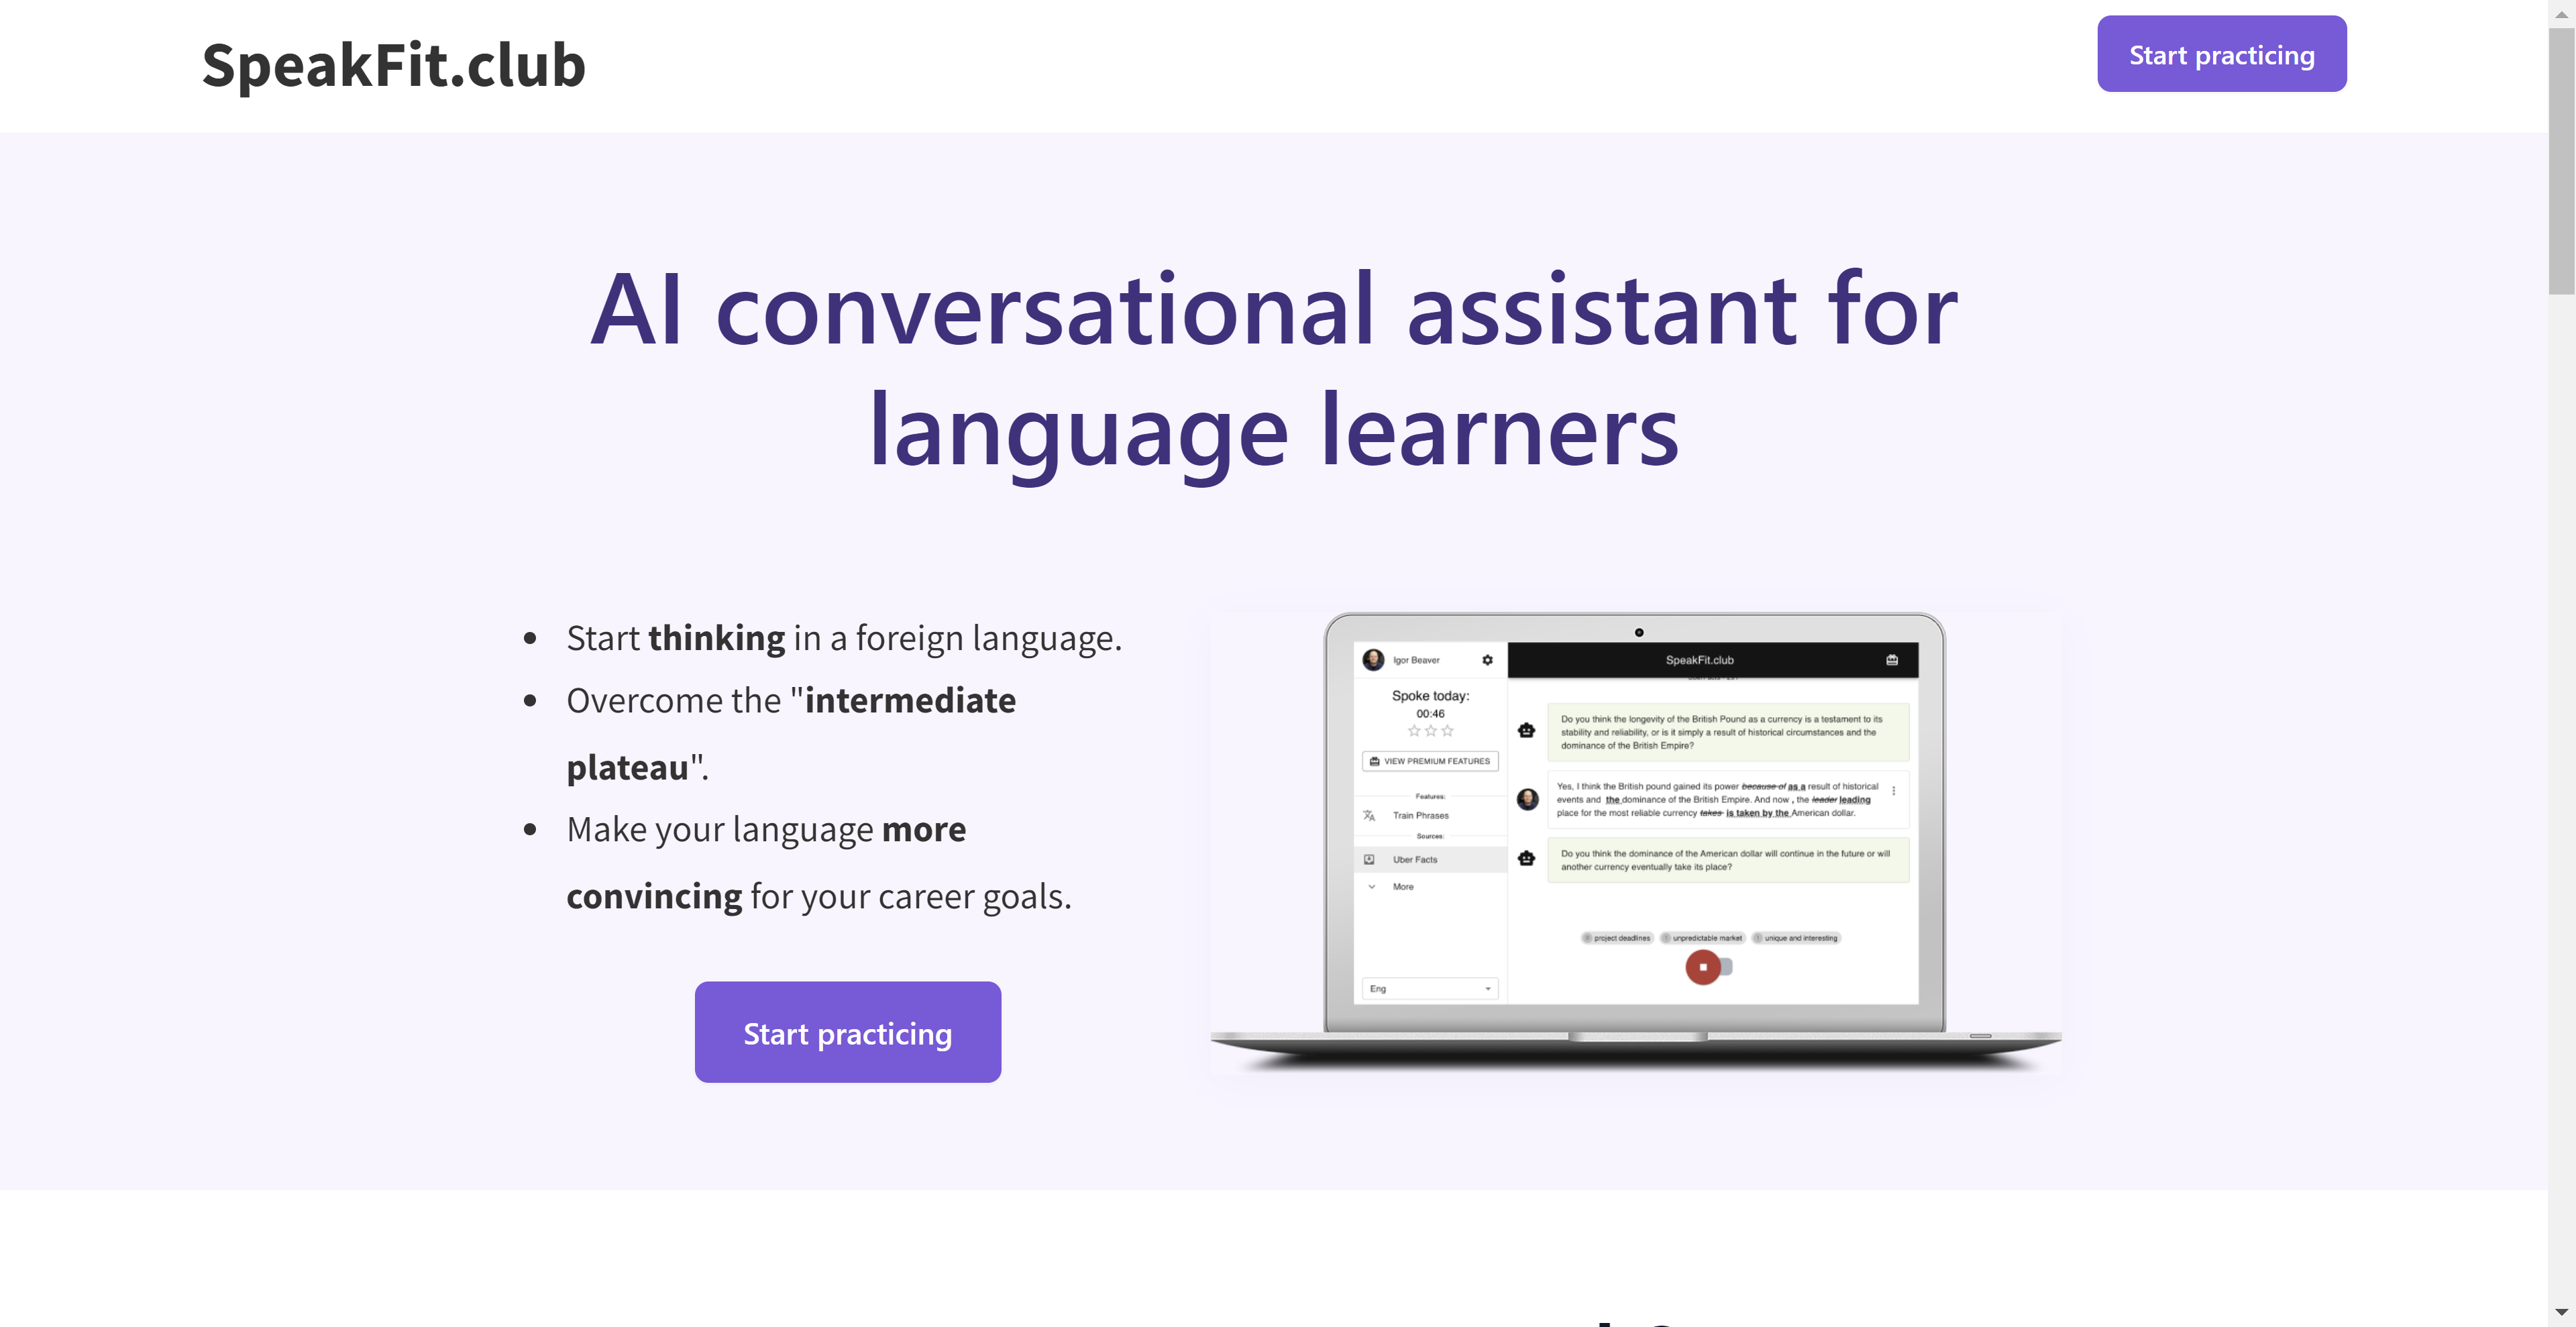 SpeakFit.club
Start practicing
AI conversational assistant for
language learners
Start thinking in a foreign language.
Overcome the "intermediate
plateau".
Make your language more
convincing for your career goals.
Start practicing
Igor Beaver
Spoke today:
00:46
VIEW PREMIUM FEATURES
Features:
Train Phrases
Sources:
Uber Facts
More
Eng
SpeakFit.club
Do you think the longevity of the British Pound as a currency is a testament to its
stability and reliability, or is it simply a result of historical circumstances and the
dominance of the British Empire?
Yes, I think the British pound gained its power because of as a result of historical
events and the dominance of the British Empire. And now , the leader leading
place for the most reliable currency takes is taken by the American dollar.
Do you think the dominance of the American dollar will continue in the future or will
another currency eventually take its place?
project deadlines unpredictable market unique and interesting